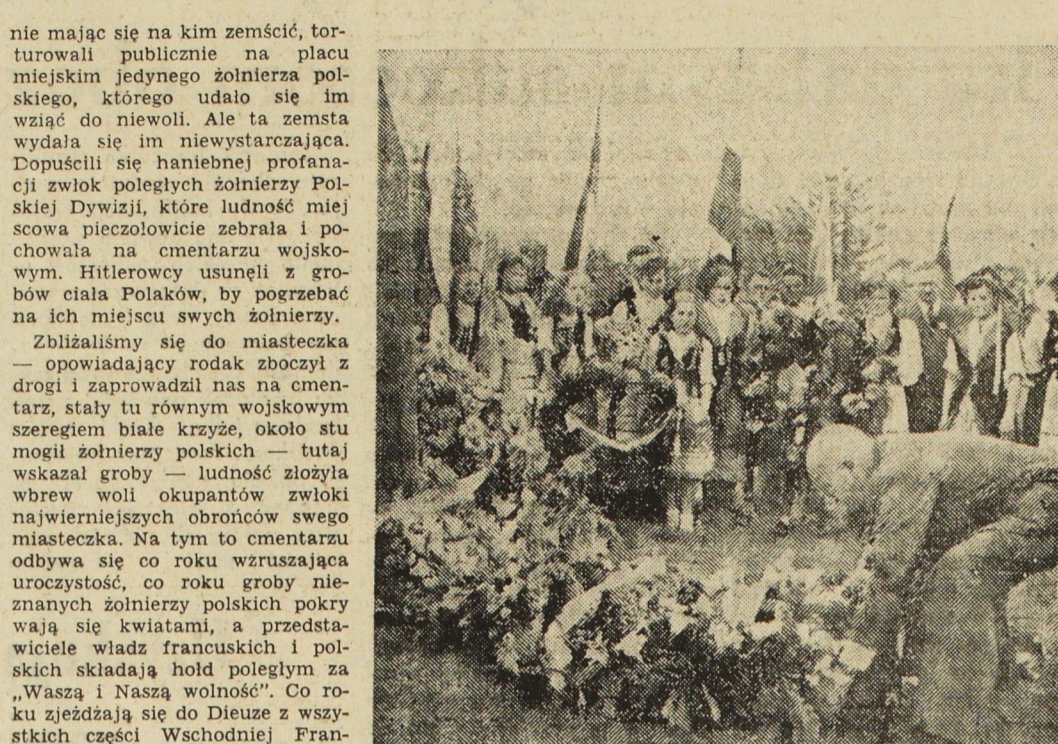 nie mając się na kim zemścić, tor-
turowali publicznie na placu
miejskim jedynego żołnierza pol-
skiego, którego udało się im
wziąć do niewoli. Ale ta zemsta
wydała się im niewystarczająca.
Dopuścili się haniebnej profana-
cji zwłok poległych żołnierzy Pol-
skiej Dywizji, które ludność miej
scowa pieczołowicie zebrała i po-
chowała na cmentarzu wojsko-
wym. Hitlerowcy usunęli z gro-
bów ciała Polaków, by pogrzebać
na ich miejscu swych żołnierzy.
Zbliżaliśmy się do miasteczka
— opowiadający rodak zboczył z
drogi i zaprowadził nas na cmen-
tarz, stały tu równym wojskowym
szeregiem białe krzyże, około stu
mogił żołnierzy polskich — tutaj
wskazał groby — ludność złożyła
wbrew woli okupantów zwłoki
najwierniejszych obrońców swego
miasteczka. Na tym to cmentarzu
odbywa się co roku wzruszająca
uroczystość, co roku groby nie-
znanych żołnierzy polskich pokry
wają się kwiatami, a przedsta-
wiciele władz francuskich i pol-
skich składają hołd poległym za
„Waszą i Naszą wolność”. Co ro-
ku zjeżdżają się do Dieuze z wszy-
stkich części Wschodniej Fran-